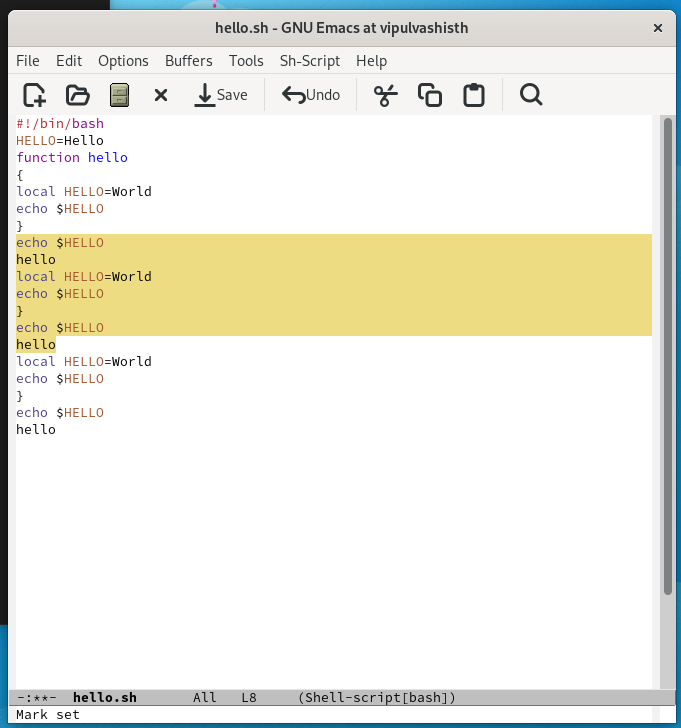 hello.sh - GNU Emacs at vipulvashisth
File Edit Options Buffers Tools Sh-Script Help
Save Undo
#!/bin/bash
HELLO=Hello
function hello
{
local HELLO=World
echo $HELLO
}
echo $HELLO
hello
local HELLO=World
echo $HELLO
}
echo $HELLO
hello
local HELLO=World
echo $HELLO
}
echo $HELLO
hello
-:**- hello.sh All L8 (Shell-script[bash])
Mark set